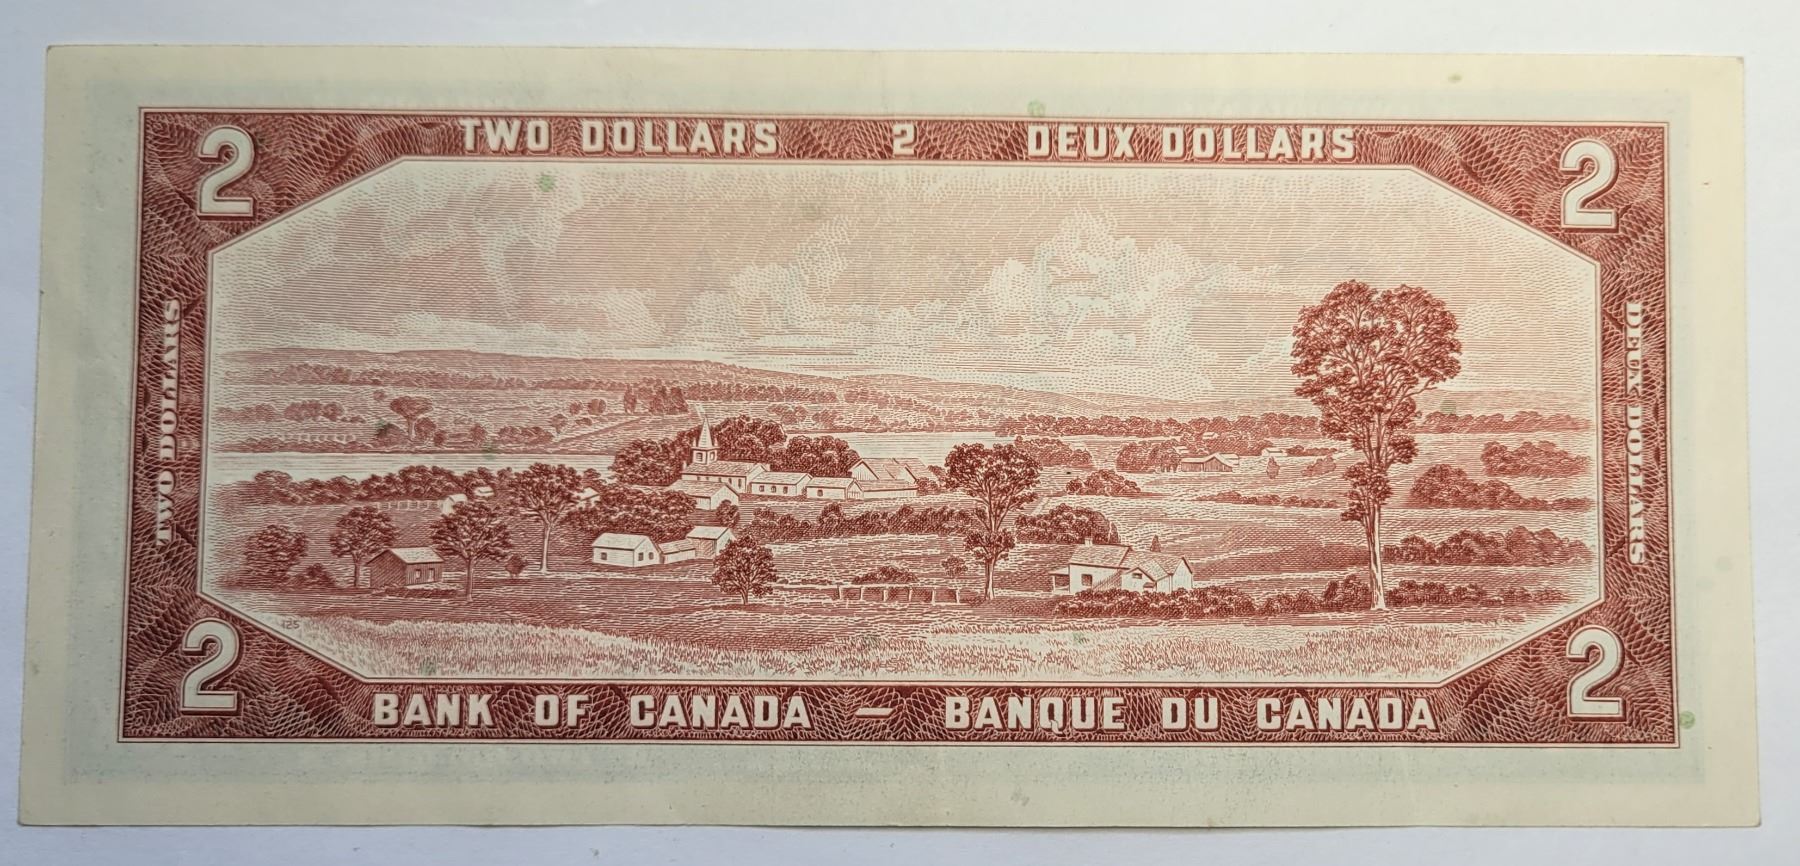 2 TWO DOLLARS 2 DEUX DOLLARS 2
TWO DOLLARS
DEUX DOLLARS
125
2 BANK OF CANADA – BANQUE DU CANADA 2